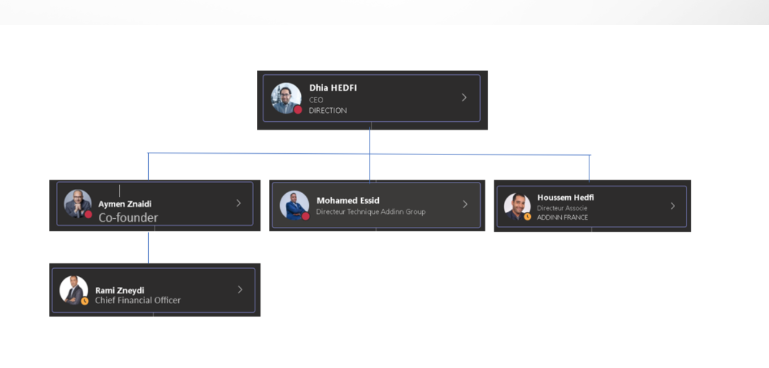 Dhia HEDFI
CEO
DIRECTION
Aymen Znaidi
Co-founder
Mohamed Essid
Directeur Technique Addinn Group
Houssem Hedfi
Directeur Associe
ADDINN FRANCE
Rami Zneydi
Chief Financial Officer